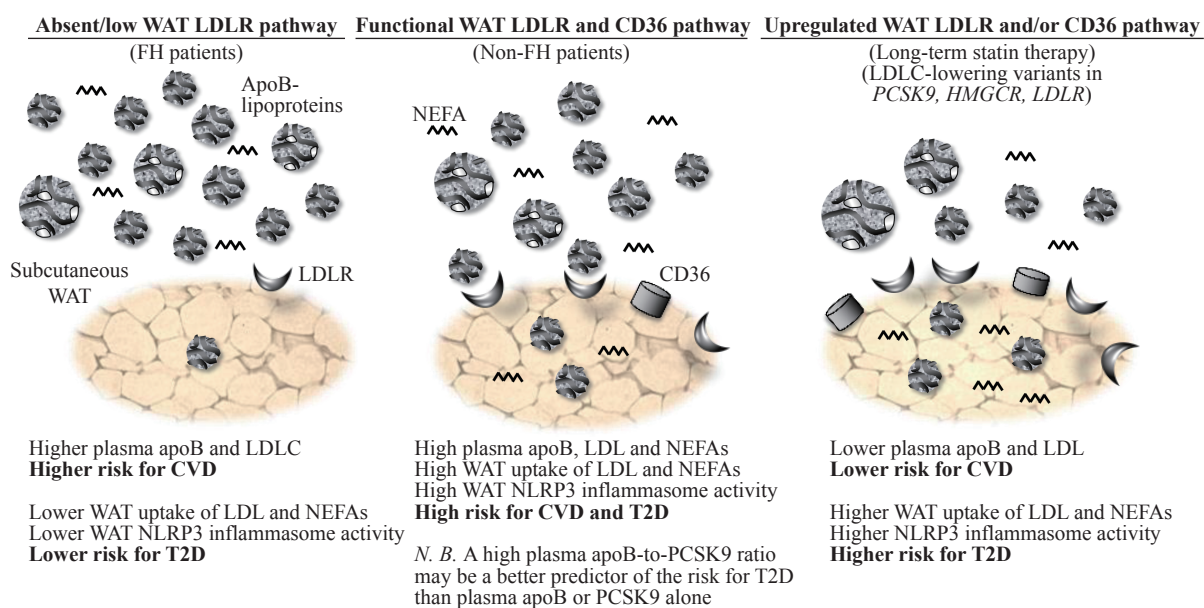 Absent/low WAT LDLR pathway
(FH patients)
ApoB-
lipoproteins
Subcutaneous
WAT
LDLR
Higher plasma apoB and LDLC
Higher risk for CVD
Lower WAT uptake of LDL and NEFAs
Lower WAT NLRP3 inflammasome activity
Lower risk for T2D
Functional WAT LDLR and CD36 pathway
(Non-FH patients)
NEFA
CD36
High plasma apoB, LDL and NEFAs
High WAT uptake of LDL and NEFAs
High WAT NLRP3 inflammasome activity
High risk for CVD and T2D
N. B. A high plasma apoB-to-PCSK9 ratio
may be a better predictor of the risk for T2D
than plasma apoB or PCSK9 alone
Upregulated WAT LDLR and/or CD36 pathway
(Long-term statin therapy)
(LDLC-lowering variants in
PCSK9, HMGCR, LDLR)
Lower plasma apoB and LDL
Lower risk for CVD
Higher WAT uptake of LDL and NEFAs
Higher NLRP3 inflammasome activity
Higher risk for T2D